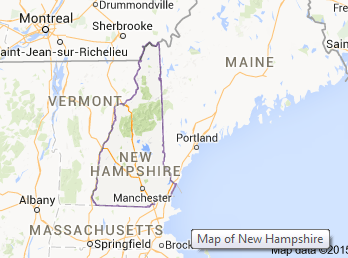 Drummondville
Montreal
Sherbrooke
Saint-Jean-sur-Richelieu
MAINE
VERMONT
Portland
NEW
HAMPSHIRE
Manchester
Albany
MASSACHUSETTS
Map of New Hampshire
Springfield
Brock
Map data ©2015